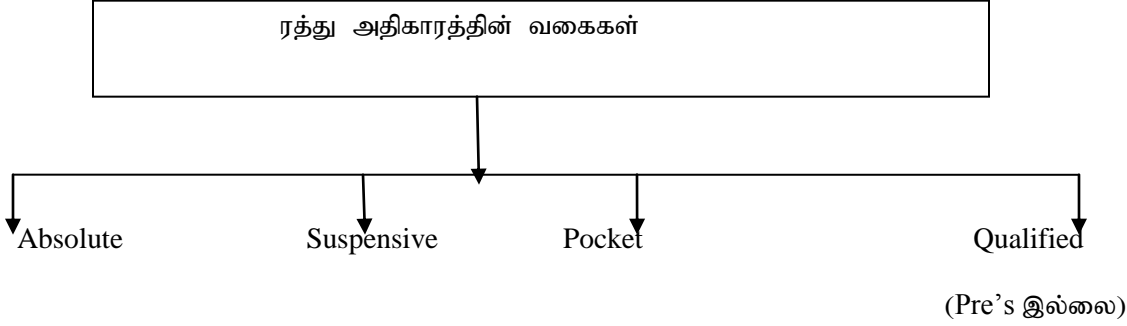 ரத்து அதிகாரத்தின் வகைகள்
Absolute Suspensive Pocket Qualified
(Pre’s இல்லை)